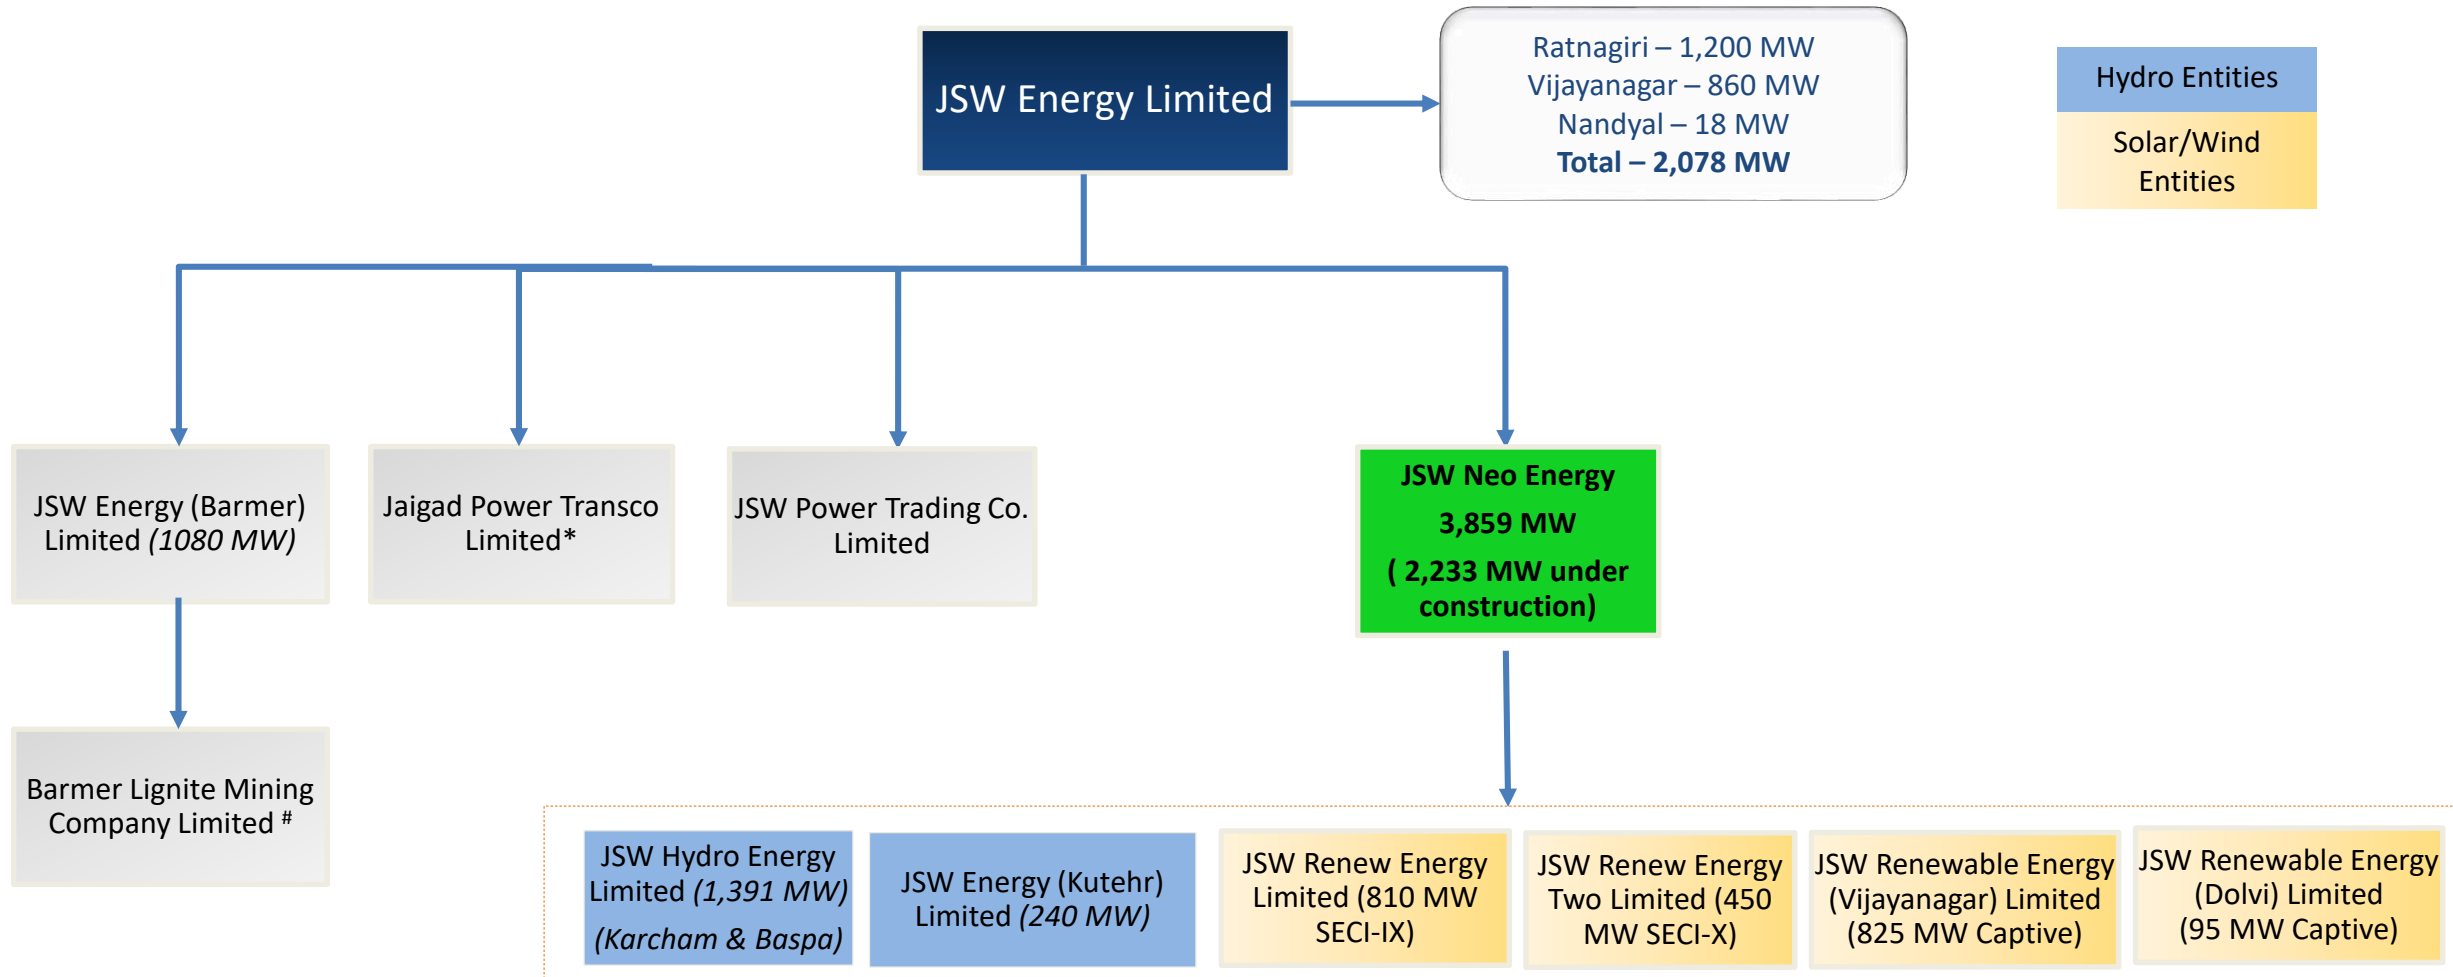 JSW Energy Limited
Ratnagiri – 1,200 MW
Vijayanagar – 860 MW
Nandyal – 18 MW
Total – 2,078 MW
Hydro Entities
Solar/Wind
Entities
JSW Energy (Barmer)
Limited (1080 MW)
Jaigad Power Transco
Limited*
JSW Power Trading Co.
Limited
JSW Neo Energy
3,859 MW
( 2,233 MW under
construction)
Barmer Lignite Mining
Company Limited #
JSW Hydro Energy
Limited (1,391 MW)
(Karcham & Baspa)
JSW Energy (Kutehr)
Limited (240 MW)
JSW Renew Energy
Limited (810 MW
SECI-IX)
JSW Renew Energy
Two Limited (450
MW SECI-X)
JSW Renewable Energy
(Vijayanagar) Limited
(825 MW Captive)
JSW Renewable Energy
(Dolvi) Limited
(95 MW Captive)